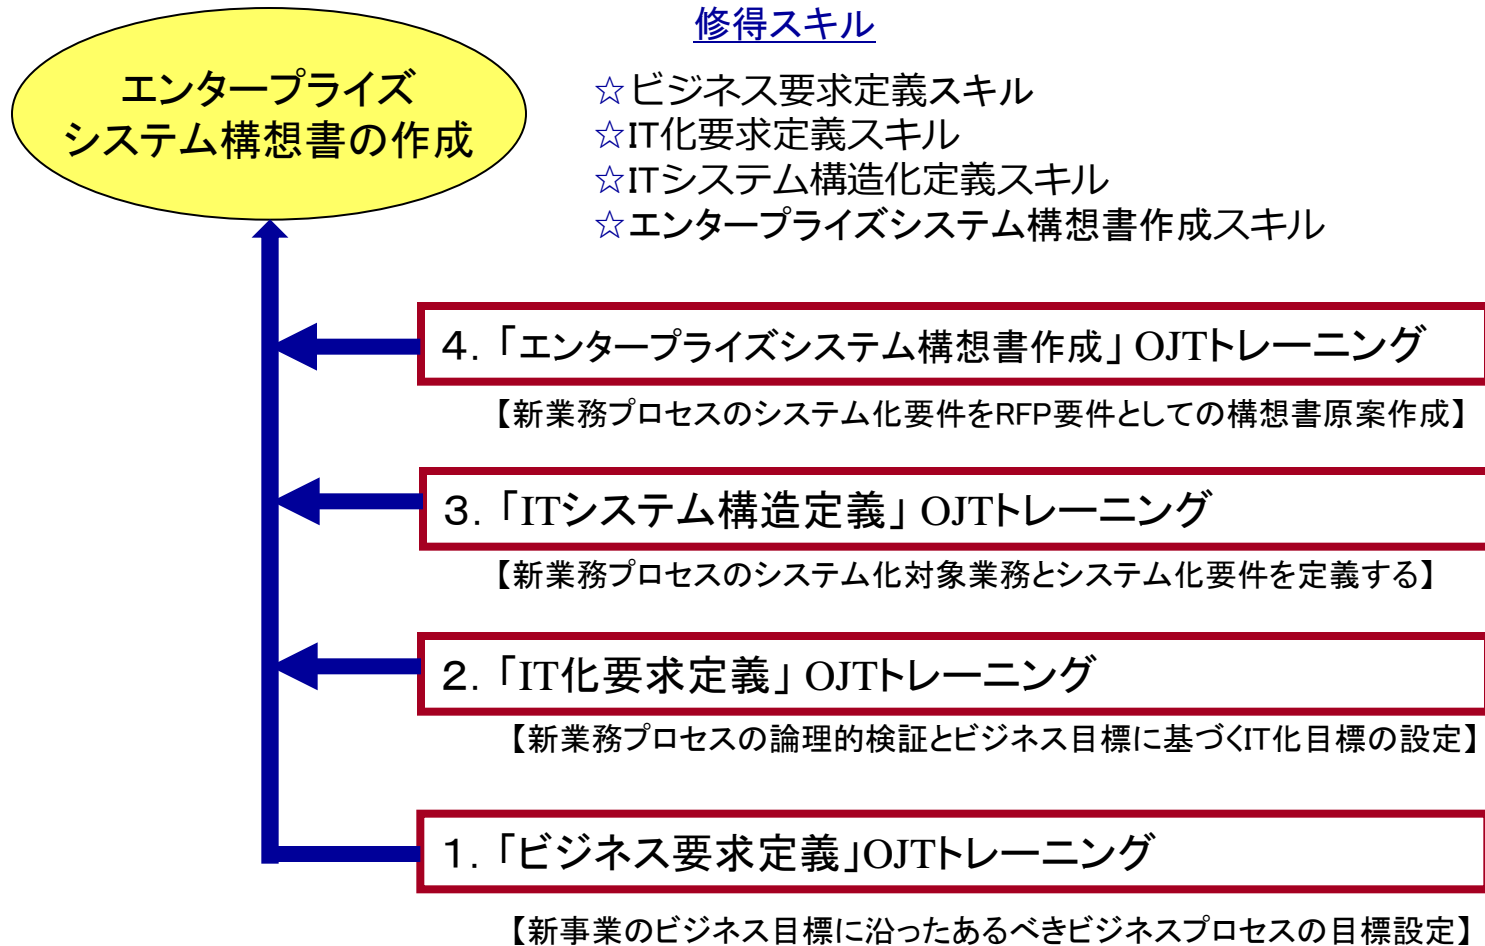 修得スキル
エンタープライズ
システム構想書の作成
☆ビジネス要求定義スキル
☆IT化要求定義スキル
☆ITシステム構造化定義スキル
☆エンタープライズシステム構想書作成スキル
４．「エンタープライズシステム構想書作成」OJTトレーニング
【新業務プロセスのシステム化要件をRFP要件としての構想書原案作成】
３．「ITシステム構造定義」OJTトレーニング
【新業務プロセスのシステム化対象業務とシステム化要件を定義する】
２．「IT化要求定義」OJTトレーニング
【新業務プロセスの論理的検証とビジネス目標に基づくIT化目標の設定】
１．「ビジネス要求定義」OJTトレーニング
【新事業のビジネス目標に沿ったあるべきビジネスプロセスの目標設定】